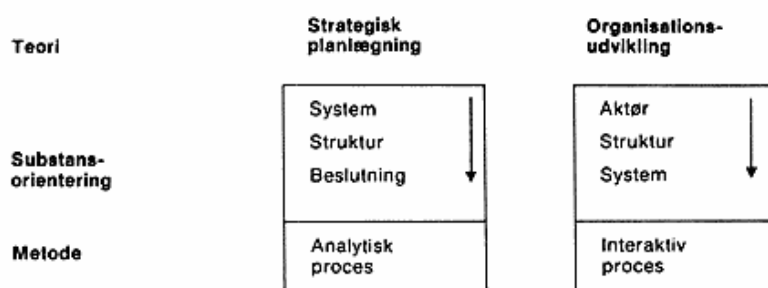 Teori
Strategisk
planlægning
Organisations-
udvikling
Substans-
orientering
System
Struktur
Beslutning
Aktør
Struktur
System
Metode
Analytisk
proces
Interaktiv
proces